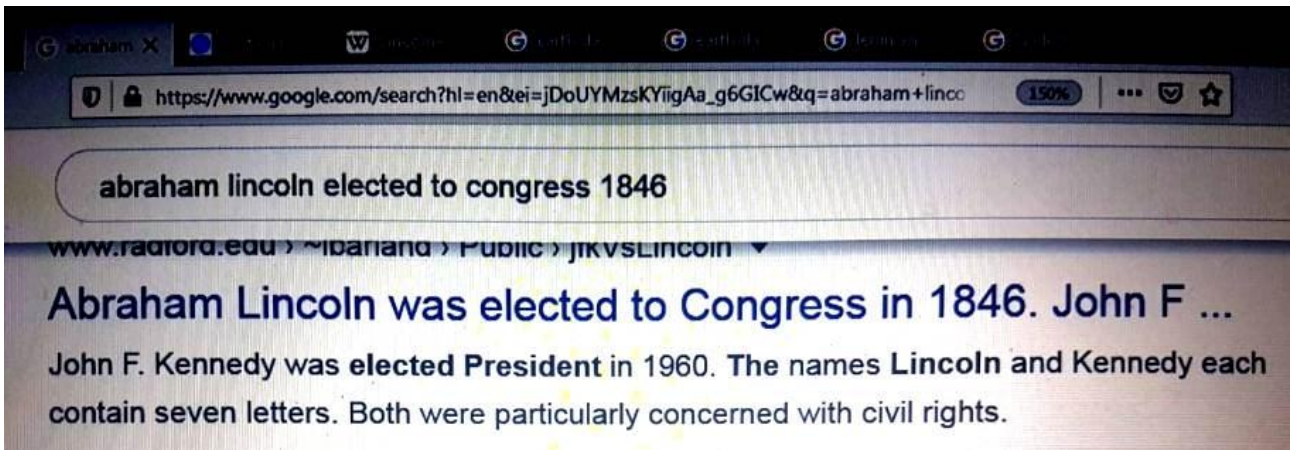 abraham
https://www.google.com/search?hl=en&ei=jDoUYMzsKYiigAa_g6GICw&q=abraham+linco 150%
abraham lincoln elected to congress 1846
www.radford.edu › ~ibarland › Public › jfkVsLincoln
Abraham Lincoln was elected to Congress in 1846. John F ...
John F. Kennedy was elected President in 1960. The names Lincoln and Kennedy each
contain seven letters. Both were particularly concerned with civil rights.